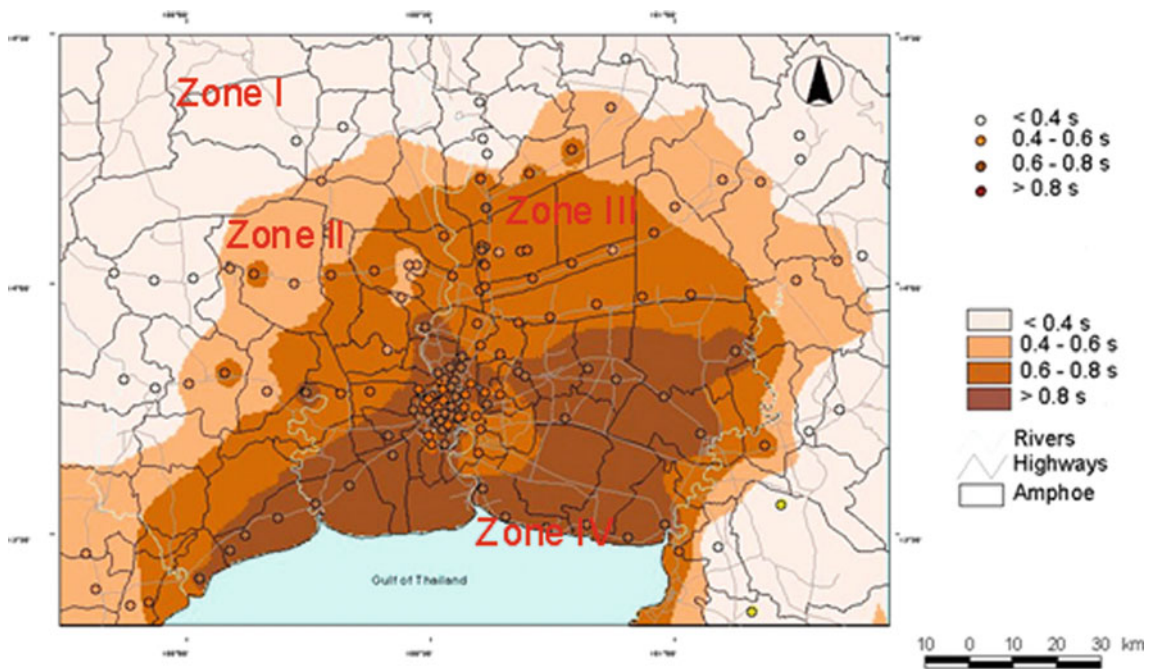 Zone I
Zone II
Zone III
Zone IV
Gulf of Thailand
< 0.4 s
0.4 - 0.6 s
0.6 - 0.8 s
> 0.8 s
< 0.4 s
0.4 - 0.6 s
0.6 - 0.8 s
> 0.8 s
Rivers
Highways
Amphoe
10 0 10 20 30 km